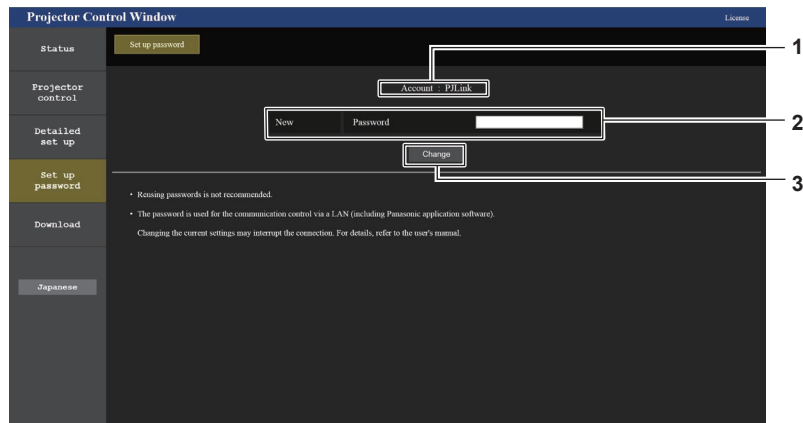 Projector Control Window
License
Status
Set up password
1
Projector
control
Account : PJLink
New Password
2
Detailed
set up
Change
Set up
password
3
• Reusing passwords is not recommended.
• The password is used for the communication control via a LAN (including Panasonic application software).
Changing the current settings may interrupt the connection. For details, refer to the user's manual.
Download
Japanese